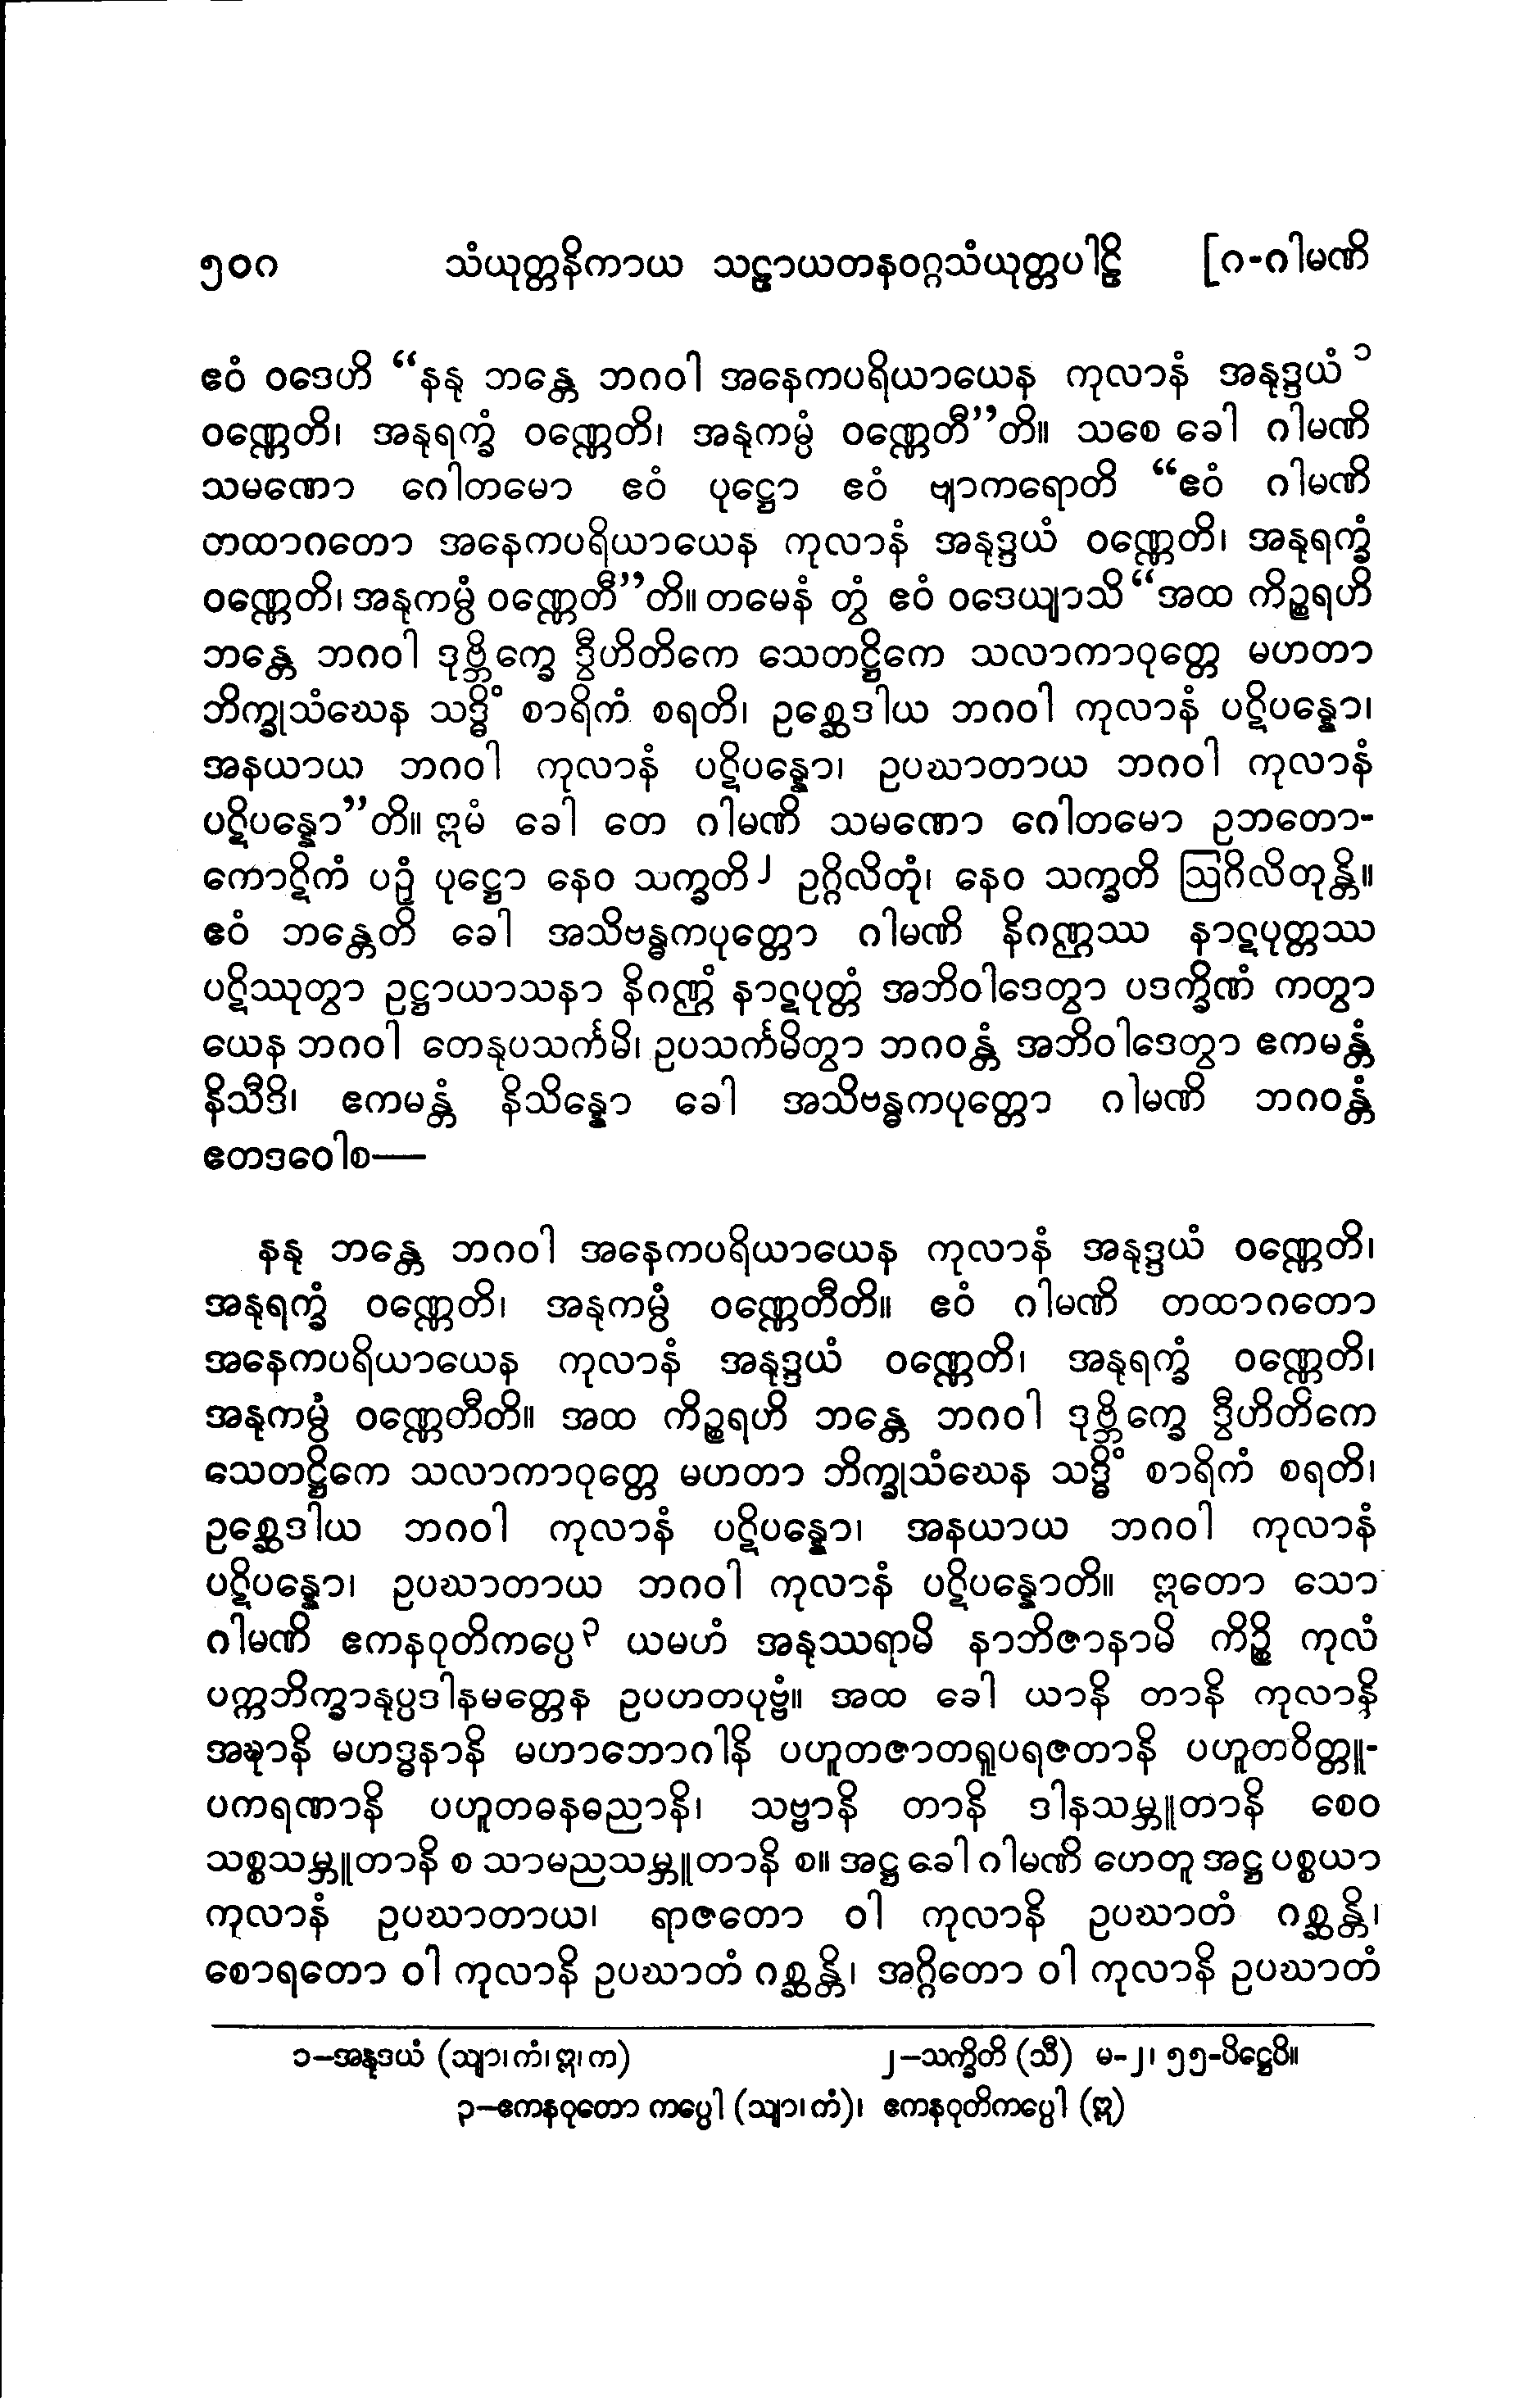 ၅၀၈ သံယုတ္တနိကာယ သဠာယတနဝဂ္ဂသံယုတ္တပါဠိ [၈-ဂါမဏိ
ဧဝံ ဝဒေဟိ “နနု ဘန္တေ ဘဂဝါ အနေကပရိယာယေန ကုလာနံ အနုဒ္ဒယံ ၁
ဝဏ္ဏေတိ၊ အနုရက္ခံ ဝဏ္ဏေတိ၊ အနုကမ္ပံ ဝဏ္ဏေတီ”တိ။ သစေ ခေါ ဂါမဏိ
သမဏော ဂေါတမော ဧဝံ ပုဋ္ဌော ဧဝံ ဗျာကရောတိ “ဧဝံ ဂါမဏိ
တထာဂတော အနေကပရိယာယေန ကုလာနံ အနုဒ္ဒယံ ဝဏ္ဏေတိ၊ အနုရက္ခံ
ဝဏ္ဏေတိ၊ အနုကမ္ပံ ဝဏ္ဏေတီ”တိ။ တမေနံ တွံ ဧဝံ ဝဒေယျာသိ “အထ ကိဉ္စရဟိ
ဘန္တေ ဘဂဝါ ဒုဗ္ဘိက္ခေ ဒွီဟိတိကေ သေတဋ္ဌိကေ သလာကာဝုတ္တေ မဟတာ
ဘိက္ခုသံဃေန သဒ္ဓိံ စာရိကံ စရတိ၊ ဥစ္ဆေဒါယ ဘဂဝါ ကုလာနံ ပဋိပန္နော၊
အနယာယ ဘဂဝါ ကုလာနံ ပဋိပန္နော၊ ဥပဃာတာယ ဘဂဝါ ကုလာနံ
ပဋိပန္နော”တိ။ ဣမံ ခေါ တေ ဂါမဏိ သမဏော ဂေါတမော ဥဘတော-
ကောဋိကံ ပဉှံ ပုဋ္ဌော နေဝ သက္ခတိ ၂ ဥဂ္ဂိလိတုံ၊ နေဝ သက္ခတိ ဩဂိလိတုန္တိ။
ဧဝံ ဘန္တေတိ ခေါ အသိဗန္ဓကပုတ္တော ဂါမဏိ နိဂဏ္ဌဿ နာဋပုတ္တဿ
ပဋိဿုတွာ ဥဋ္ဌာယာသနာ နိဂဏ္ဌံ နာဋပုတ္တံ အဘိဝါဒေတွာ ပဒက္ခိဏံ ကတွာ
ယေန ဘဂဝါ တေနုပသင်္ကမိ၊ ဥပသင်္ကမိတွာ ဘဂဝန္တံ အဘိဝါဒေတွာ ဧကမန္တံ
နိသီဒိ၊ ဧကမန္တံ နိသိန္နော ခေါ အသိဗန္ဓကပုတ္တော ဂါမဏိ ဘဂဝန္တံ
ဧတဒဝေါစ—
နနု ဘန္တေ ဘဂဝါ အနေကပရိယာယေန ကုလာနံ အနုဒ္ဒယံ ဝဏ္ဏေတိ၊
အနုရက္ခံ ဝဏ္ဏေတိ၊ အနုကမ္ပံ ဝဏ္ဏေတီတိ။ ဧဝံ ဂါမဏိ တထာဂတော
အနေကပရိယာယေန ကုလာနံ အနုဒ္ဒယံ ဝဏ္ဏေတိ၊ အနုရက္ခံ ဝဏ္ဏေတိ၊
အနုကမ္ပံ ဝဏ္ဏေတီတိ။ အထ ကိဉ္စရဟိ ဘန္တေ ဘဂဝါ ဒုဗ္ဘိက္ခေ ဒွီဟိတိကေ
သေတဋ္ဌိကေ သလာကာဝုတ္တေ မဟတာ ဘိက္ခုသံဃေန သဒ္ဓိံ စာရိကံ စရတိ၊
ဥစ္ဆေဒါယ ဘဂဝါ ကုလာနံ ပဋိပန္နော၊ အနယာယ ဘဂဝါ ကုလာနံ
ပဋိပန္နော၊ ဥပဃာတာယ ဘဂဝါ ကုလာနံ ပဋိပန္နောတိ။ ဣတော သော
ဂါမဏိ ဧကနဝုတိကပ္ပေ ၃ ယမဟံ အနုဿရာမိ နာဘိဇာနာမိ ကိဉ္စိ ကုလံ
ပက္ကဘိက္ခာနုပ္ပဒါနမတ္တေန ဥပဟတပုဗ္ဗံ။ အထ ခေါ ယာနိ တာနိ ကုလာနိ
အဍ္ဎာနိ မဟဒ္ဓနာနိ မဟာဘောဂါနိ ပဟူတဇာတရူပရဇတာနိ ပဟူတဝိတ္တူ-
ပကရဏာနိ ပဟူတဓနဓညာနိ၊ သဗ္ဗာနိ တာနိ ဒါနသမ္ဘူတာနိ စေဝ
သစ္စသမ္ဘူတာနိ စ သာမညသမ္ဘူတာနိ စ။ အဋ္ဌ ခေါ ဂါမဏိ ဟေတူ အဋ္ဌ ပစ္စယာ
ကုလာနံ ဥပဃာတာယ၊ ရာဇတော ဝါ ကုလာနိ ဥပဃာတံ ဂစ္ဆန္တိ၊
စောရတော ဝါ ကုလာနိ ဥပဃာတံ ဂစ္ဆန္တိ၊ အဂ္ဂိတော ဝါ ကုလာနိ ဥပဃာတံ
၁–အနုဒယံ (သျာ၊ ကံ၊ ဣ၊ က) ၂–သက္ခိတိ (သီ) မ-၂၊ ၅၅-ပိဋ္ဌေပိ။
၃–ဧကနဝုတော ကပ္ပေါ (သျာ၊ ကံ)၊ ဧကနဝုတိကပ္ပေါ (ဣ)